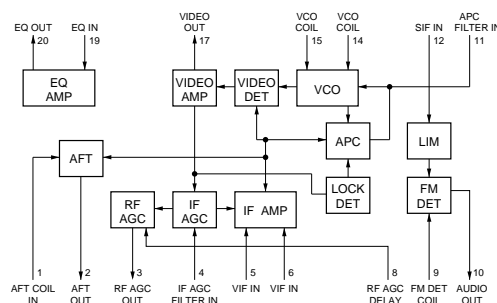 EQ OUT
20
EQ IN
19
VIDEO
OUT
17
VCO
COIL
15
VCO
COIL
14
SIF IN
12
APC
FILTER IN
11
EQ
AMP
VIDEO
AMP
VIDEO
DET
VCO
AFT
APC
LIM
LOCK
DET
FM
DET
RF
AGC
IF
AGC
IF AMP
1
AFT COIL
IN
2
AFT
OUT
3
RF AGC
OUT
4
IF AGC
FILTER IN
5
VIF IN
6
VIF IN
8
RF AGC
DELAY
9
FM DET
COIL
10
AUDIO
OUT